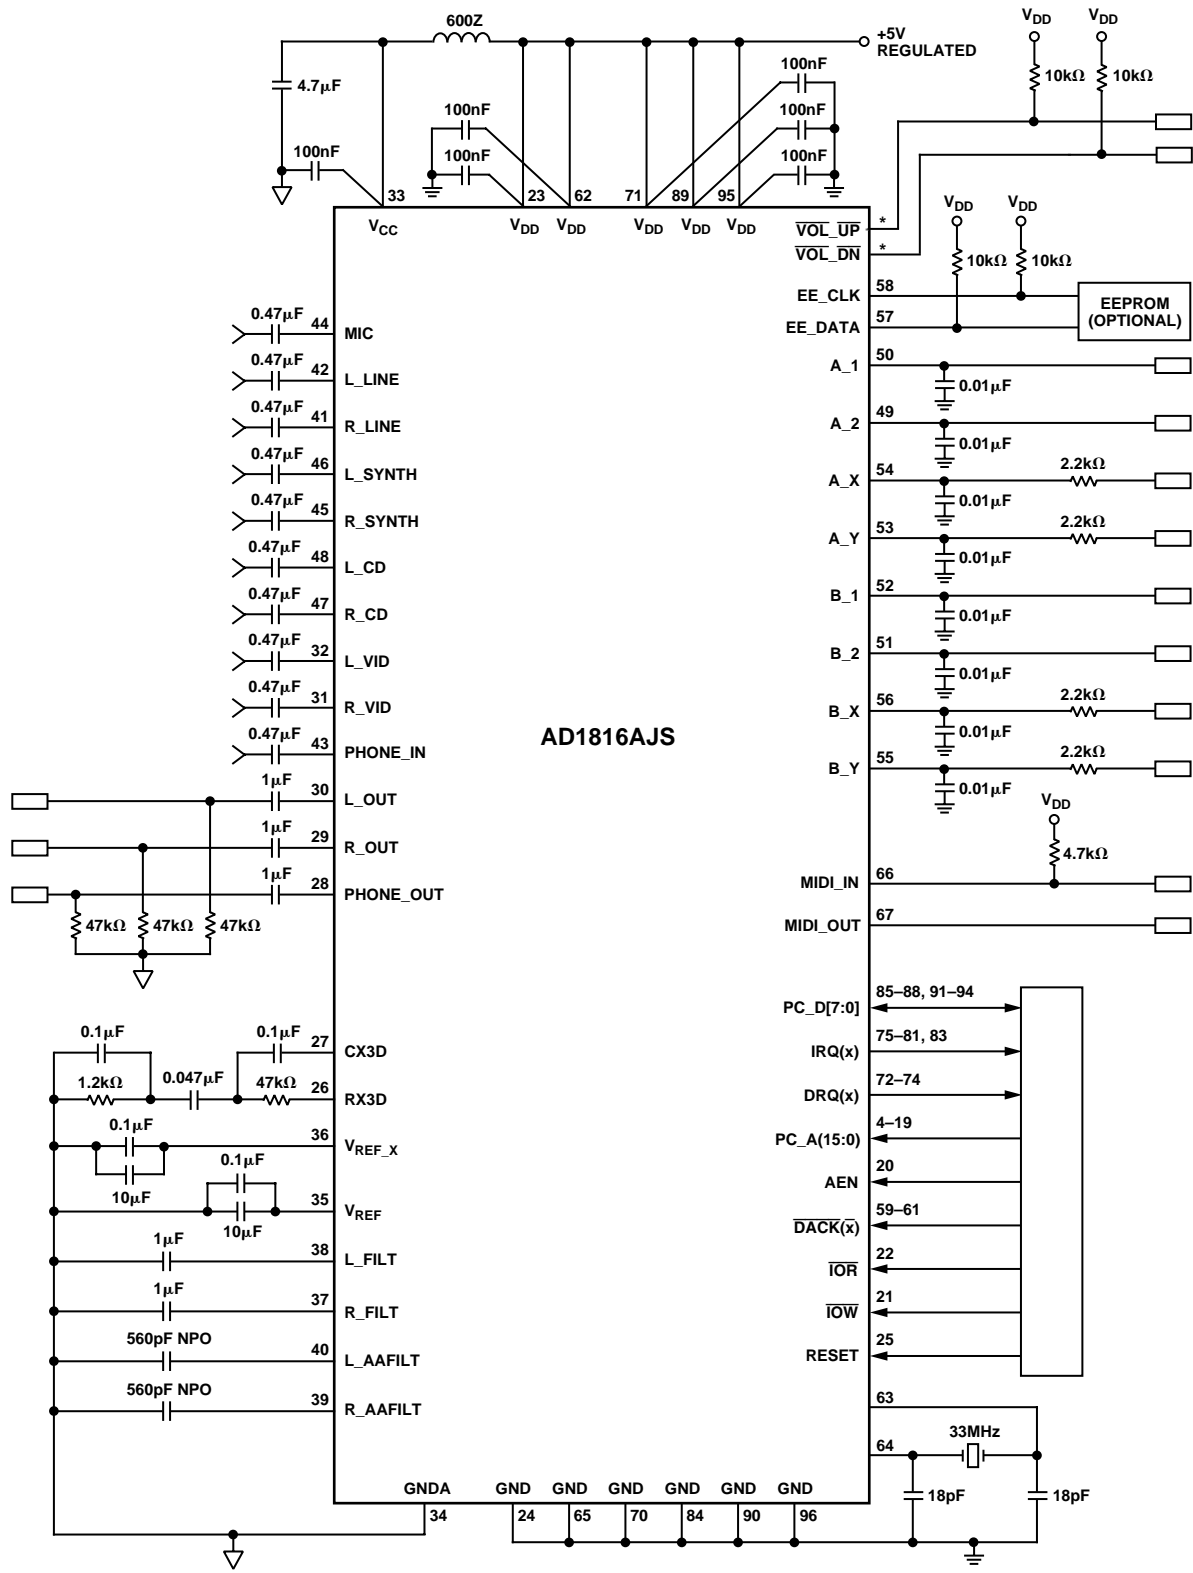 600Z
+5V
REGULATED
VDD VDD
10kΩ 10kΩ
4.7µF
100nF
100nF 100nF
100nF 100nF 100nF
33 23 62 71 89 95
VCC VDD VDD VDD VDD VDD
VOL_UP *
VOL_DN *
VDD VDD
10kΩ 10kΩ
EE_CLK 58
EE_DATA 57
EEPROM
(OPTIONAL)
0.47µF 44 MIC
0.47µF 42 L_LINE
0.47µF 41 R_LINE
0.47µF 46 L_SYNTH
0.47µF 45 R_SYNTH
0.47µF 48 L_CD
0.47µF 47 R_CD
0.47µF 32 L_VID
0.47µF 31 R_VID
0.47µF 43 PHONE_IN
1µF 30 L_OUT
1µF 29 R_OUT
1µF 28 PHONE_OUT
47kΩ 47kΩ 47kΩ
AD1816AJS
A_1 50
0.01µF
A_2 49
0.01µF
A_X 54 2.2kΩ
0.01µF
A_Y 53 2.2kΩ
0.01µF
B_1 52
0.01µF
B_2 51
0.01µF
B_X 56 2.2kΩ
0.01µF
B_Y 55 2.2kΩ
0.01µF
VDD
4.7kΩ
MIDI_IN 66
MIDI_OUT 67
0.1µF 0.1µF 27 CX3D
1.2kΩ 0.047µF 47kΩ 26 RX3D
0.1µF 36 VREF_X
10µF
0.1µF 35 VREF
10µF
1µF 38 L_FILT
1µF 37 R_FILT
560pF NPO 40 L_AAFILT
560pF NPO 39 R_AAFILT
PC_D[7:0] 85–88, 91–94
IRQ(x) 75–81, 83
DRQ(x) 72–74
PC_A(15:0) 4–19
AEN 20
DACK(x) 59–61
IOR 22
IOW 21
RESET 25
63
64 33MHz
18pF 18pF
GNDA GND GND GND GND GND GND
34 24 65 70 84 90 96